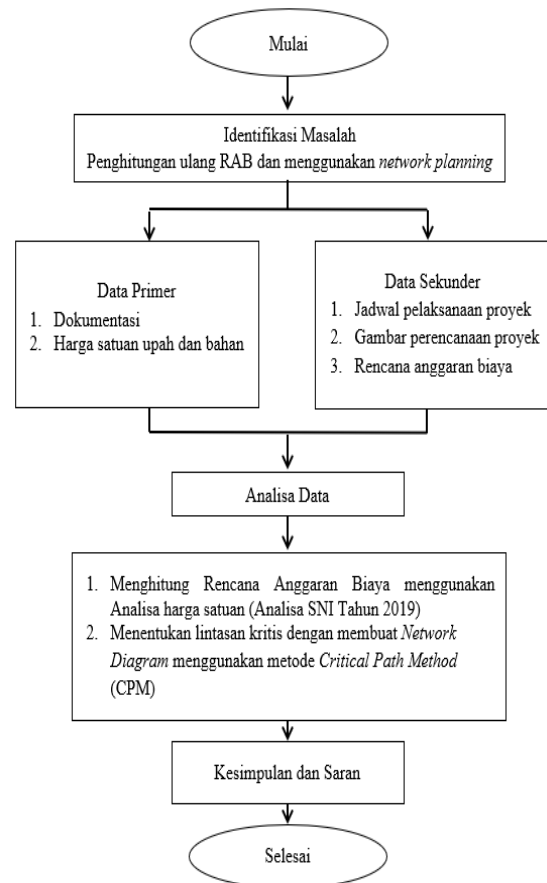 Mulai
Identifikasi Masalah
Penghitungan ulang RAB dan menggunakan network planning
Data Primer
1. Dokumentasi
2. Harga satuan upah dan bahan
Data Sekunder
1. Jadwal pelaksanaan proyek
2. Gambar perencanaan proyek
3. Rencana anggaran biaya
Analisa Data
1. Menghitung Rencana Anggaran Biaya menggunakan
Analisa harga satuan (Analisa SNI Tahun 2019)
2. Menentukan lintasan kritis dengan membuat Network
Diagram menggunakan metode Critical Path Method
(CPM)
Kesimpulan dan Saran
Selesai